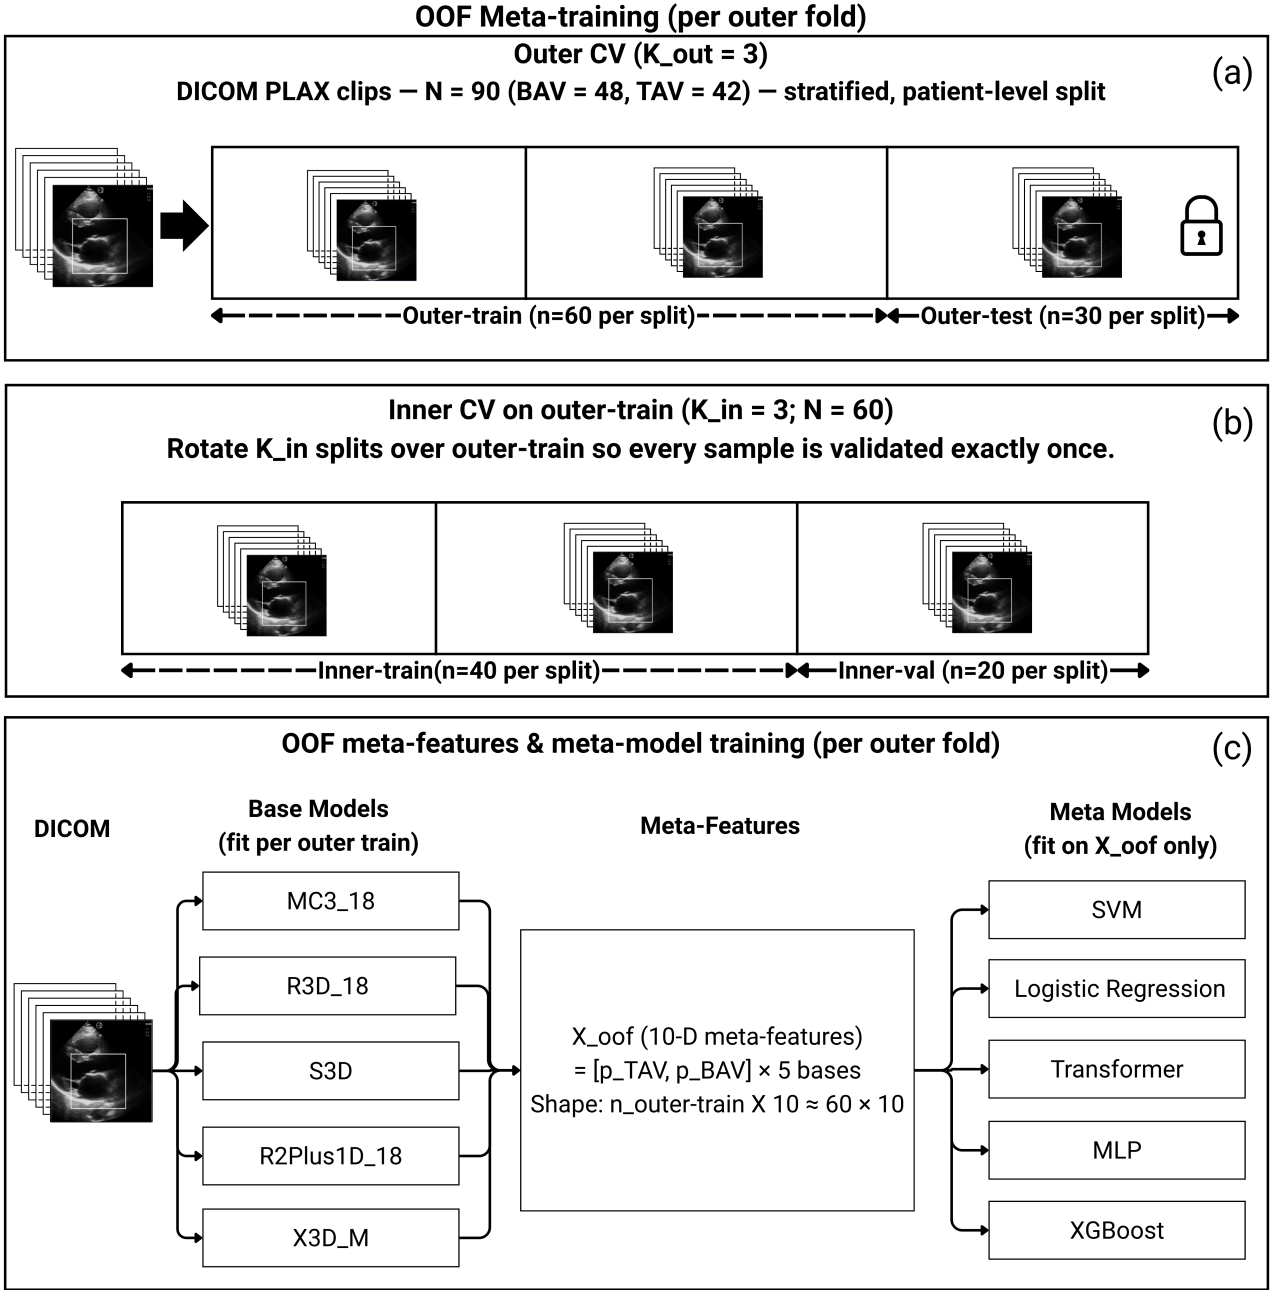 OOF Meta-training (per outer fold)
Outer CV (K_out = 3)
(a)
DICOM PLAX clips — N = 90 (BAV = 48, TAV = 42) — stratified, patient-level split
Outer-train (n=60 per split)
Outer-test (n=30 per split)
Inner CV on outer-train (K_in = 3; N = 60)
(b)
Rotate K_in splits over outer-train so every sample is validated exactly once.
Inner-train(n=40 per split)
Inner-val (n=20 per split)
OOF meta-features & meta-model training (per outer fold)
(c)
DICOM
Base Models
(fit per outer train)
Meta-Features
Meta Models
(fit on X_oof only)
MC3_18
R3D_18
S3D
R2Plus1D_18
X3D_M
X_oof (10-D meta-features)
= [p_TAV, p_BAV] × 5 bases
Shape: n_outer-train X 10 ≈ 60 × 10
SVM
Logistic Regression
Transformer
MLP
XGBoost